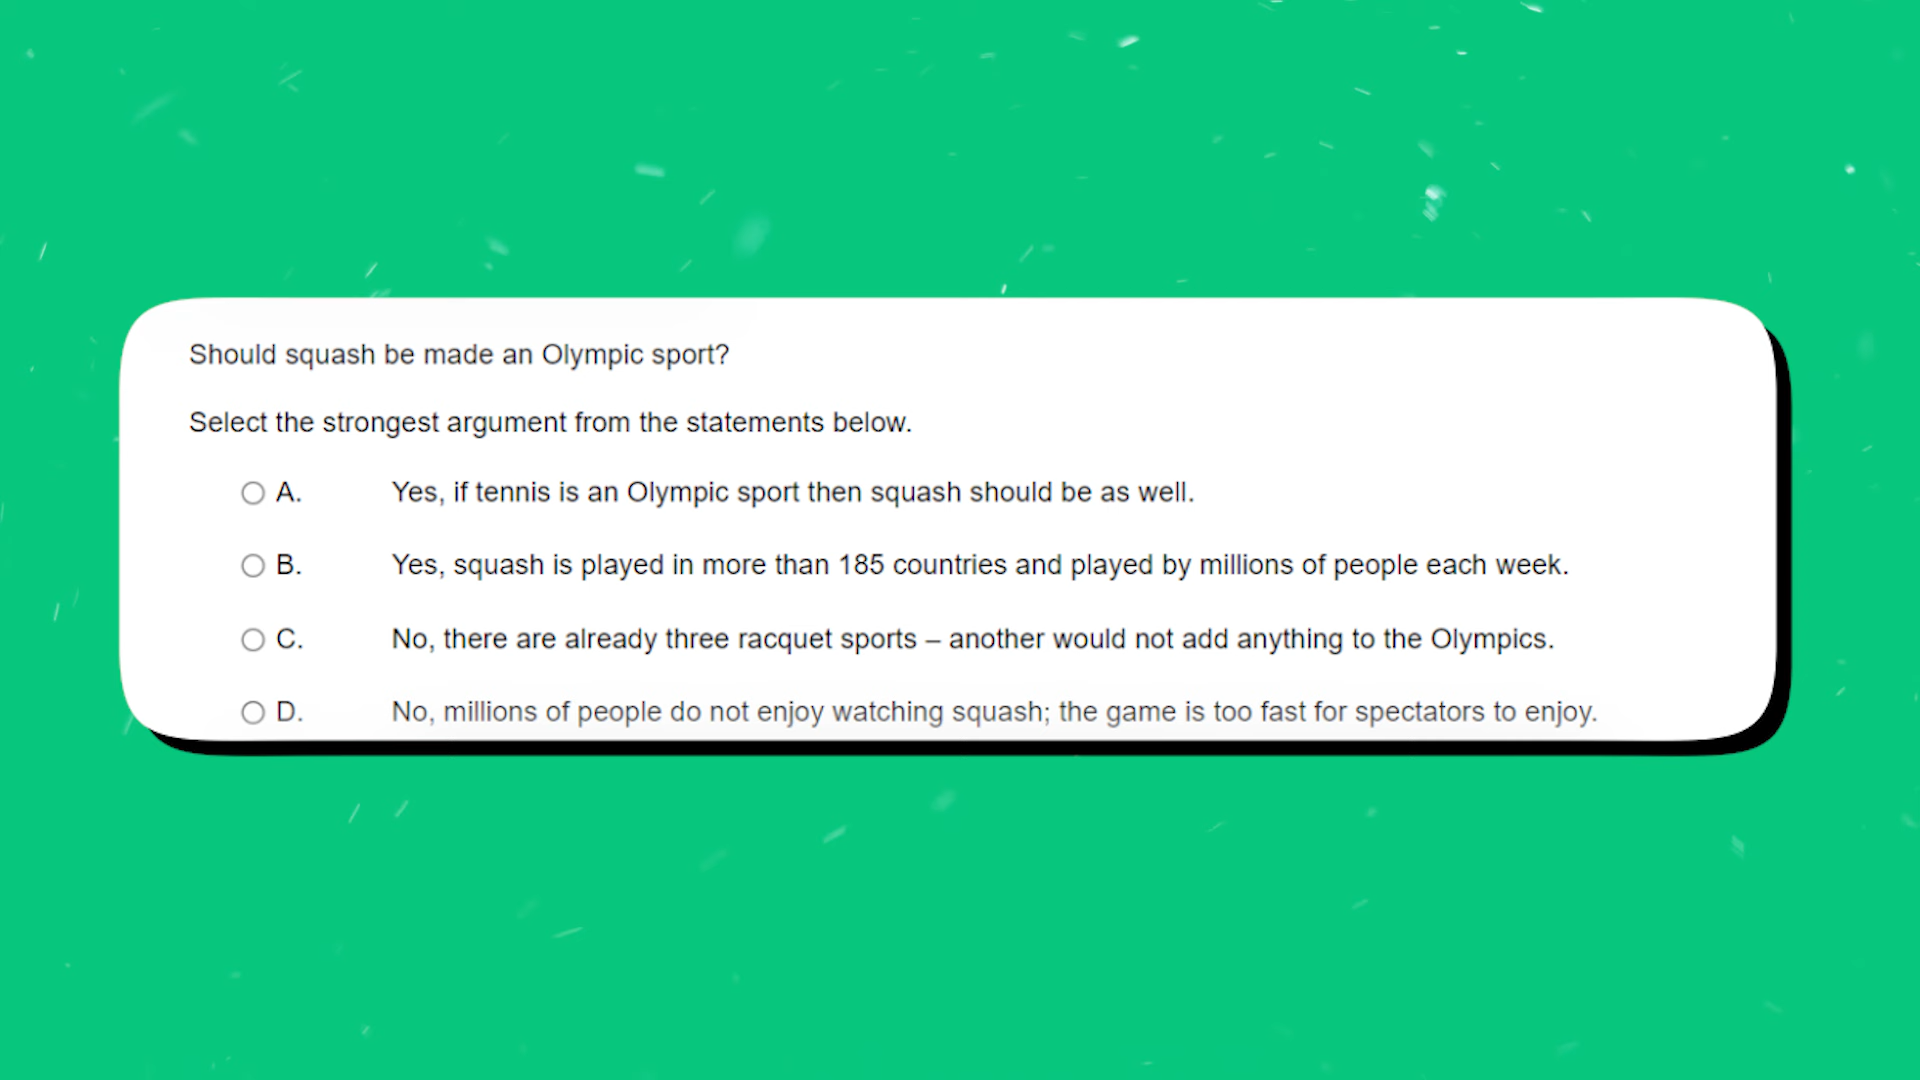 Should squash be made an Olympic sport?
Select the strongest argument from the statements below.
A. Yes, if tennis is an Olympic sport then squash should be as well.
B. Yes, squash is played in more than 185 countries and played by millions of people each week.
C. No, there are already three racquet sports – another would not add anything to the Olympics.
D. No, millions of people do not enjoy watching squash; the game is too fast for spectators to enjoy.